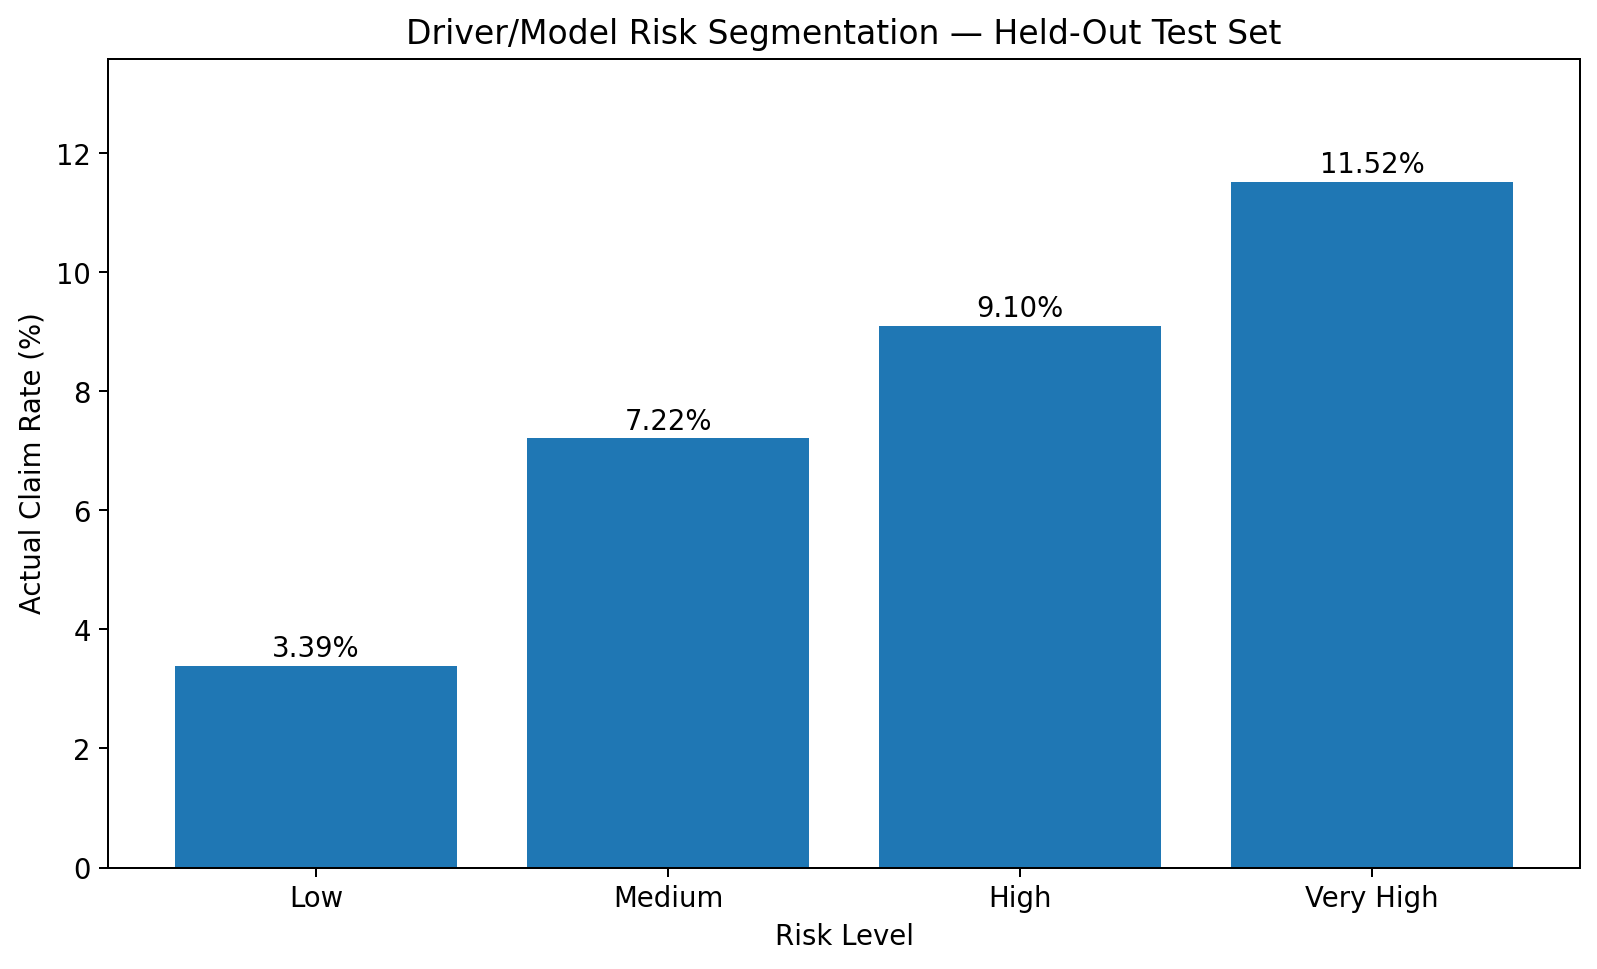 Driver/Model Risk Segmentation — Held-Out Test Set
Actual Claim Rate (%)
12
10
8
6
4
2
0
3.39%
7.22%
9.10%
11.52%
Low
Medium
High
Very High
Risk Level